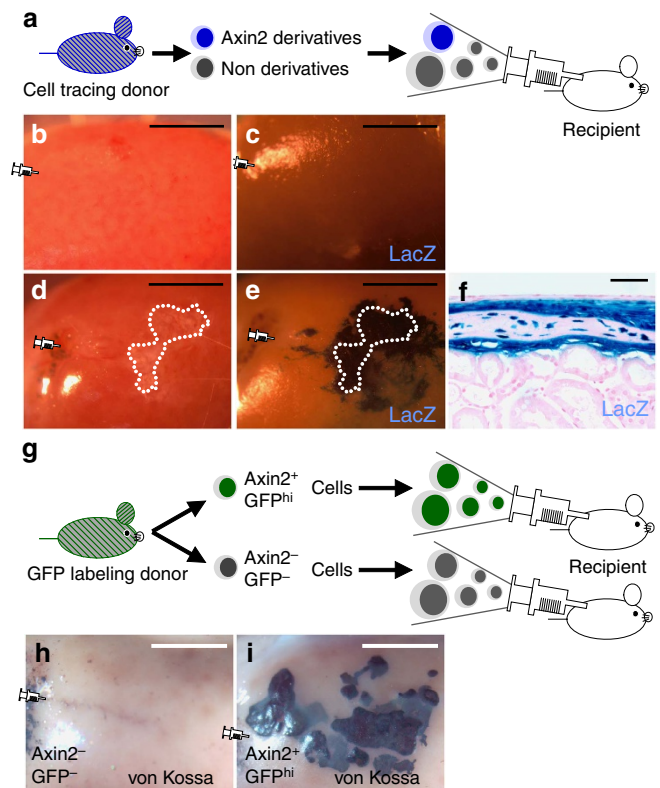 a
Cell tracing donor
Axin2 derivatives
Non derivatives
Recipient
b
c
LacZ
d
e
LacZ
f
LacZ
g
GFP labeling donor
Axin2⁺
GFPʰⁱ
Cells
Axin2⁻
GFP⁻
Cells
Recipient
h
Axin2⁻
GFP⁻
von Kossa
i
Axin2⁺
GFPʰⁱ
von Kossa